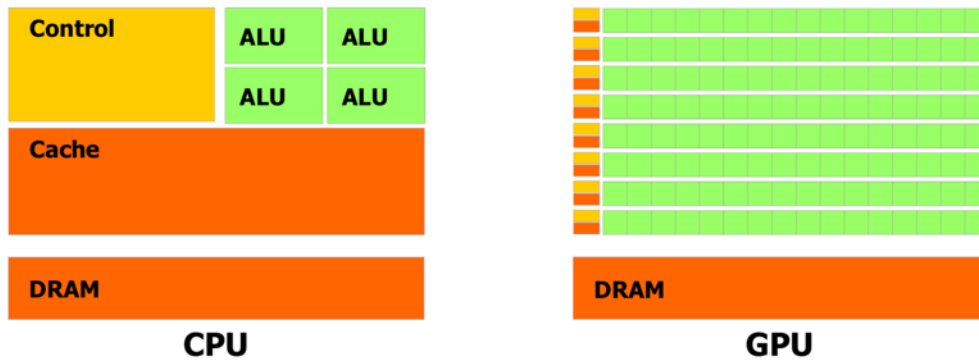 Control
ALU ALU
ALU ALU
Cache
DRAM
CPU
DRAM
GPU